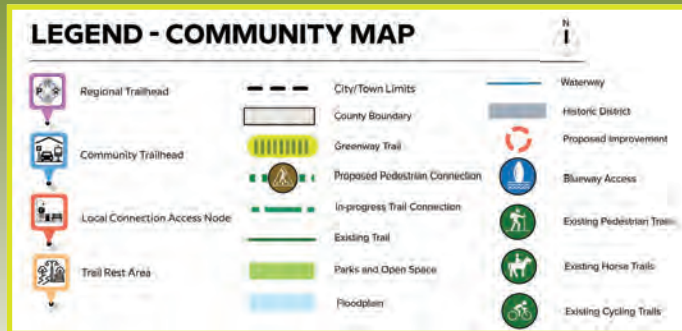 LEGEND - COMMUNITY MAP
N
Regional Trailhead
Community Trailhead
Local Connection Access Node
Trail Rest Area
City/Town Limits
County Boundary
Greenway Trail
Proposed Pedestrian Connection
In-progress Trail Connection
Existing Trail
Parks and Open Space
Floodplain
Waterway
Historic District
Proposed Improvement
Blueway Access
Existing Pedestrian Trails
Existing Horse Trails
Existing Cycling Trails